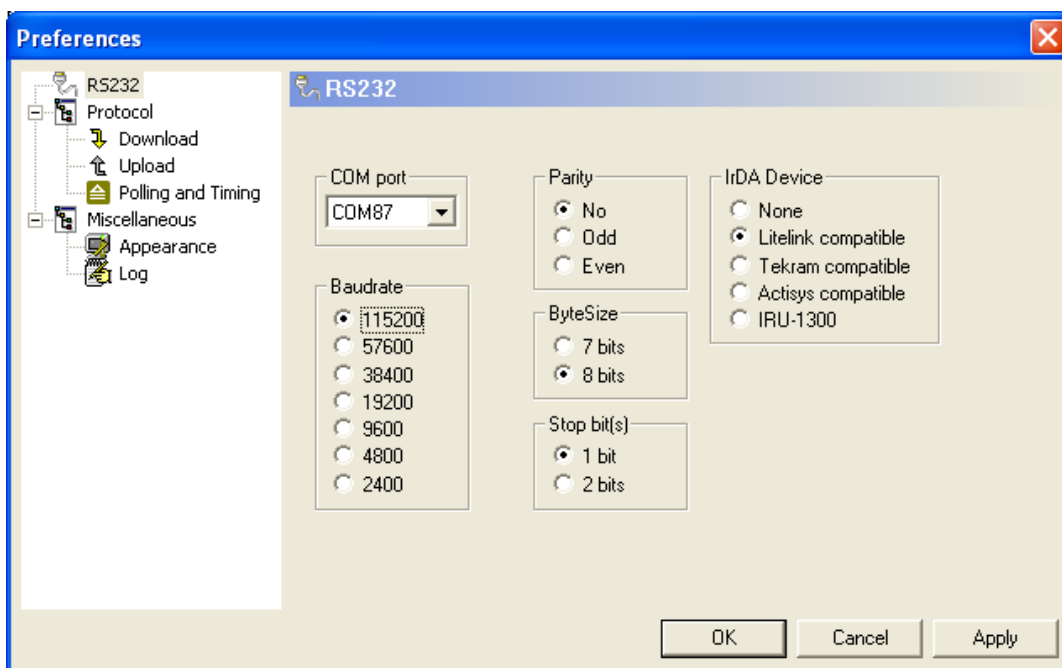 Preferences
RS232
Protocol
Download
Upload
Polling and Timing
Miscellaneous
Appearance
Log
RS232
COM port
COM87
Baudrate
115200
57600
38400
19200
9600
4800
2400
Parity
No
Odd
Even
ByteSize
7 bits
8 bits
Stop bit(s)
1 bit
2 bits
IrDA Device
None
Litelink compatible
Tekram compatible
Actisys compatible
IRU-1300
OK
Cancel
Apply